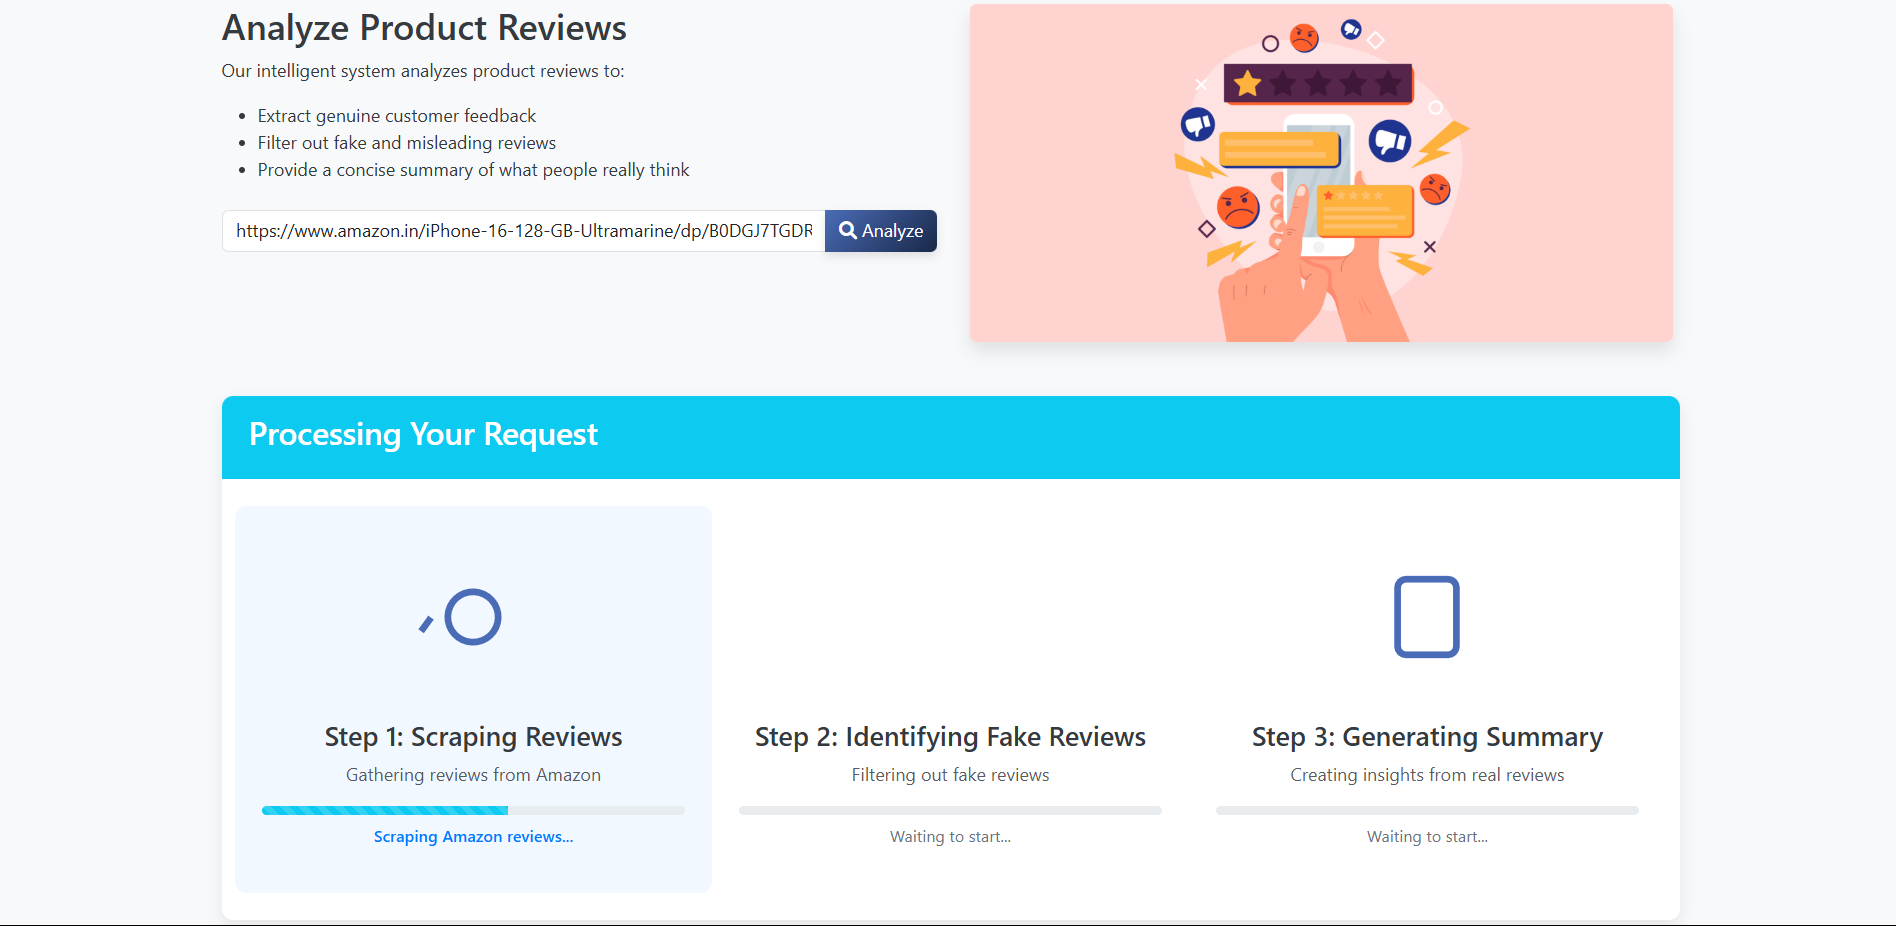 Analyze Product Reviews
Our intelligent system analyzes product reviews to:
Extract genuine customer feedback
Filter out fake and misleading reviews
Provide a concise summary of what people really think
https://www.amazon.in/iPhone-16-128-GB-Ultramarine/dp/B0DGJ7TGDR
Analyze
Processing Your Request
Step 1: Scraping Reviews
Gathering reviews from Amazon
Scraping Amazon reviews...
Step 2: Identifying Fake Reviews
Filtering out fake reviews
Waiting to start...
Step 3: Generating Summary
Creating insights from real reviews
Waiting to start...